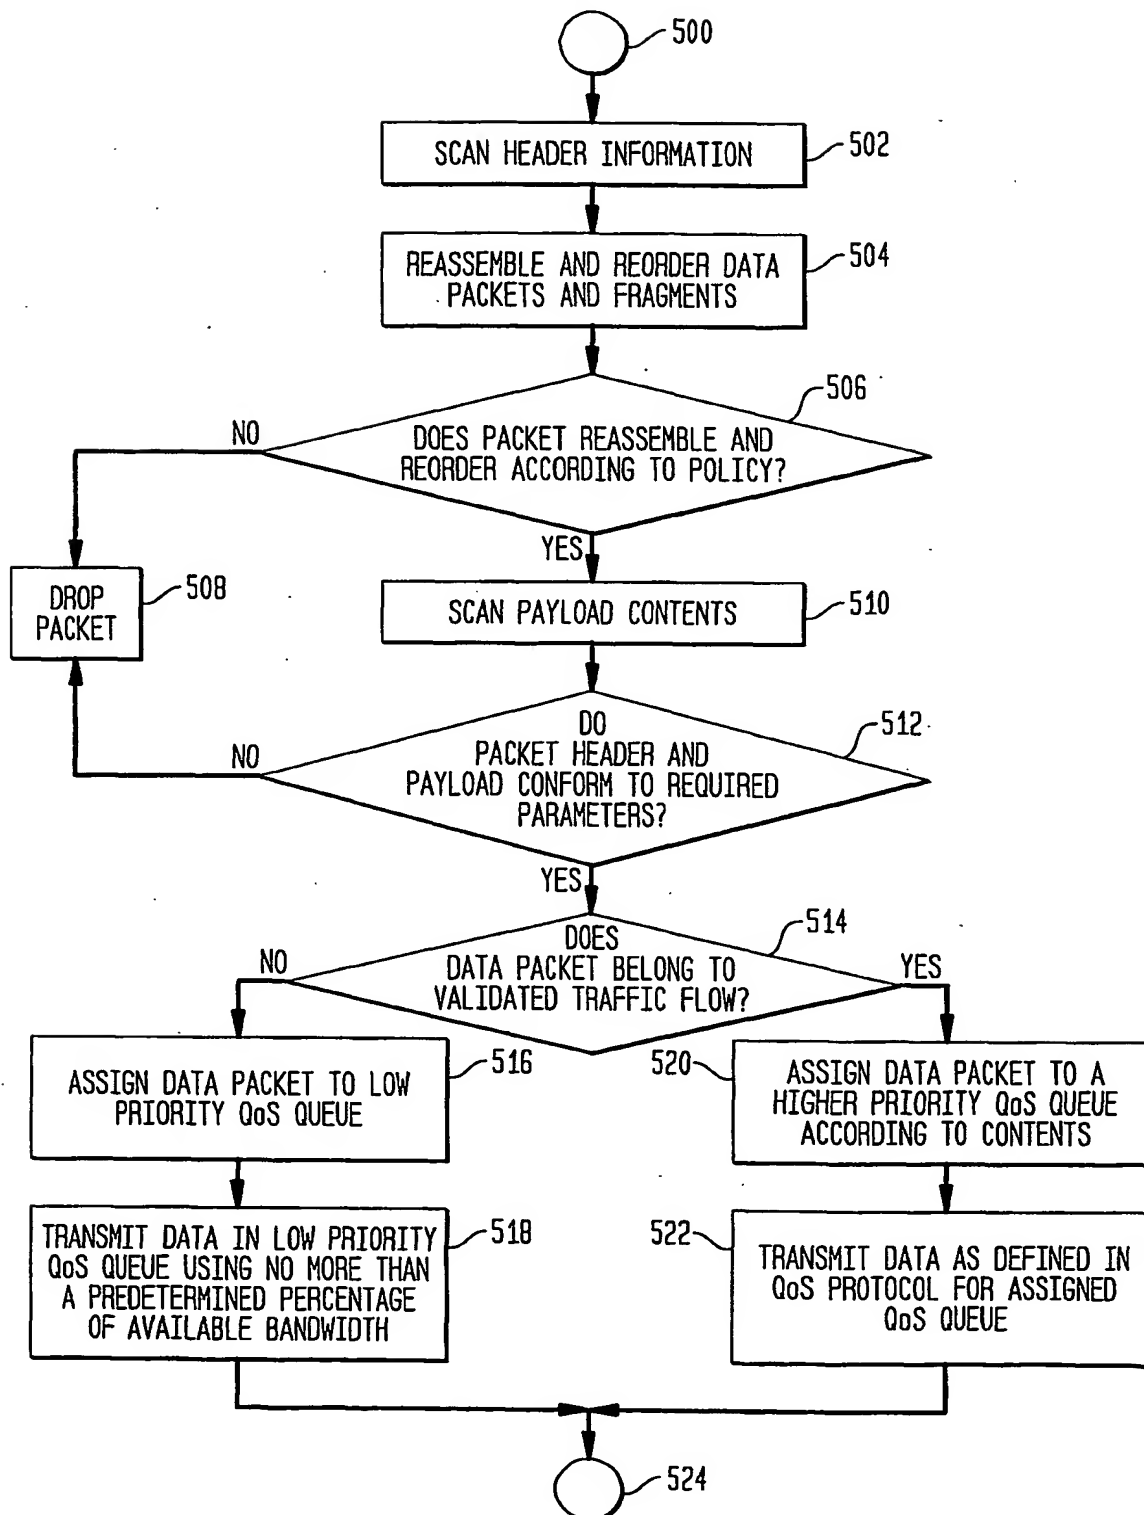 500
SCAN HEADER INFORMATION
502
REASSEMBLE AND REORDER DATA
PACKETS AND FRAGMENTS
504
506
DOES PACKET REASSEMBLE AND
REORDER ACCORDING TO POLICY?
NO
YES
DROP
PACKET
508
SCAN PAYLOAD CONTENTS
510
DO
PACKET HEADER AND
PAYLOAD CONFORM TO REQUIRED
PARAMETERS?
512
NO
YES
DOES
DATA PACKET BELONG TO
VALIDATED TRAFFIC FLOW?
514
NO
YES
ASSIGN DATA PACKET TO LOW
PRIORITY QoS QUEUE
516
520
ASSIGN DATA PACKET TO A
HIGHER PRIORITY QoS QUEUE
ACCORDING TO CONTENTS
TRANSMIT DATA IN LOW PRIORITY
QoS QUEUE USING NO MORE THAN
A PREDETERMINED PERCENTAGE
OF AVAILABLE BANDWIDTH
518
522
TRANSMIT DATA AS DEFINED IN
QoS PROTOCOL FOR ASSIGNED
QoS QUEUE
524